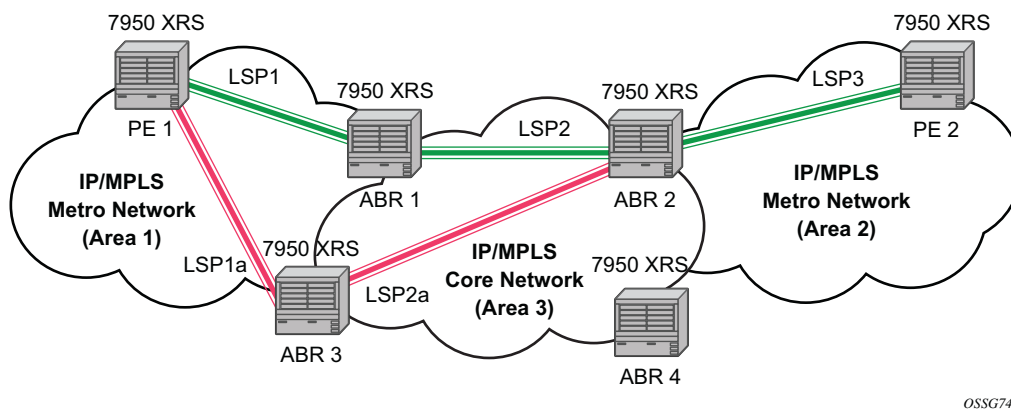 7950 XRS
PE 1
LSP1
7950 XRS
ABR 1
LSP2
7950 XRS
ABR 2
LSP3
7950 XRS
PE 2
IP/MPLS
Metro Network
(Area 1)
IP/MPLS
Metro Network
(Area 2)
LSP1a
7950 XRS
ABR 3
LSP2a
IP/MPLS
Core Network
(Area 3)
7950 XRS
ABR 4
OSSG74